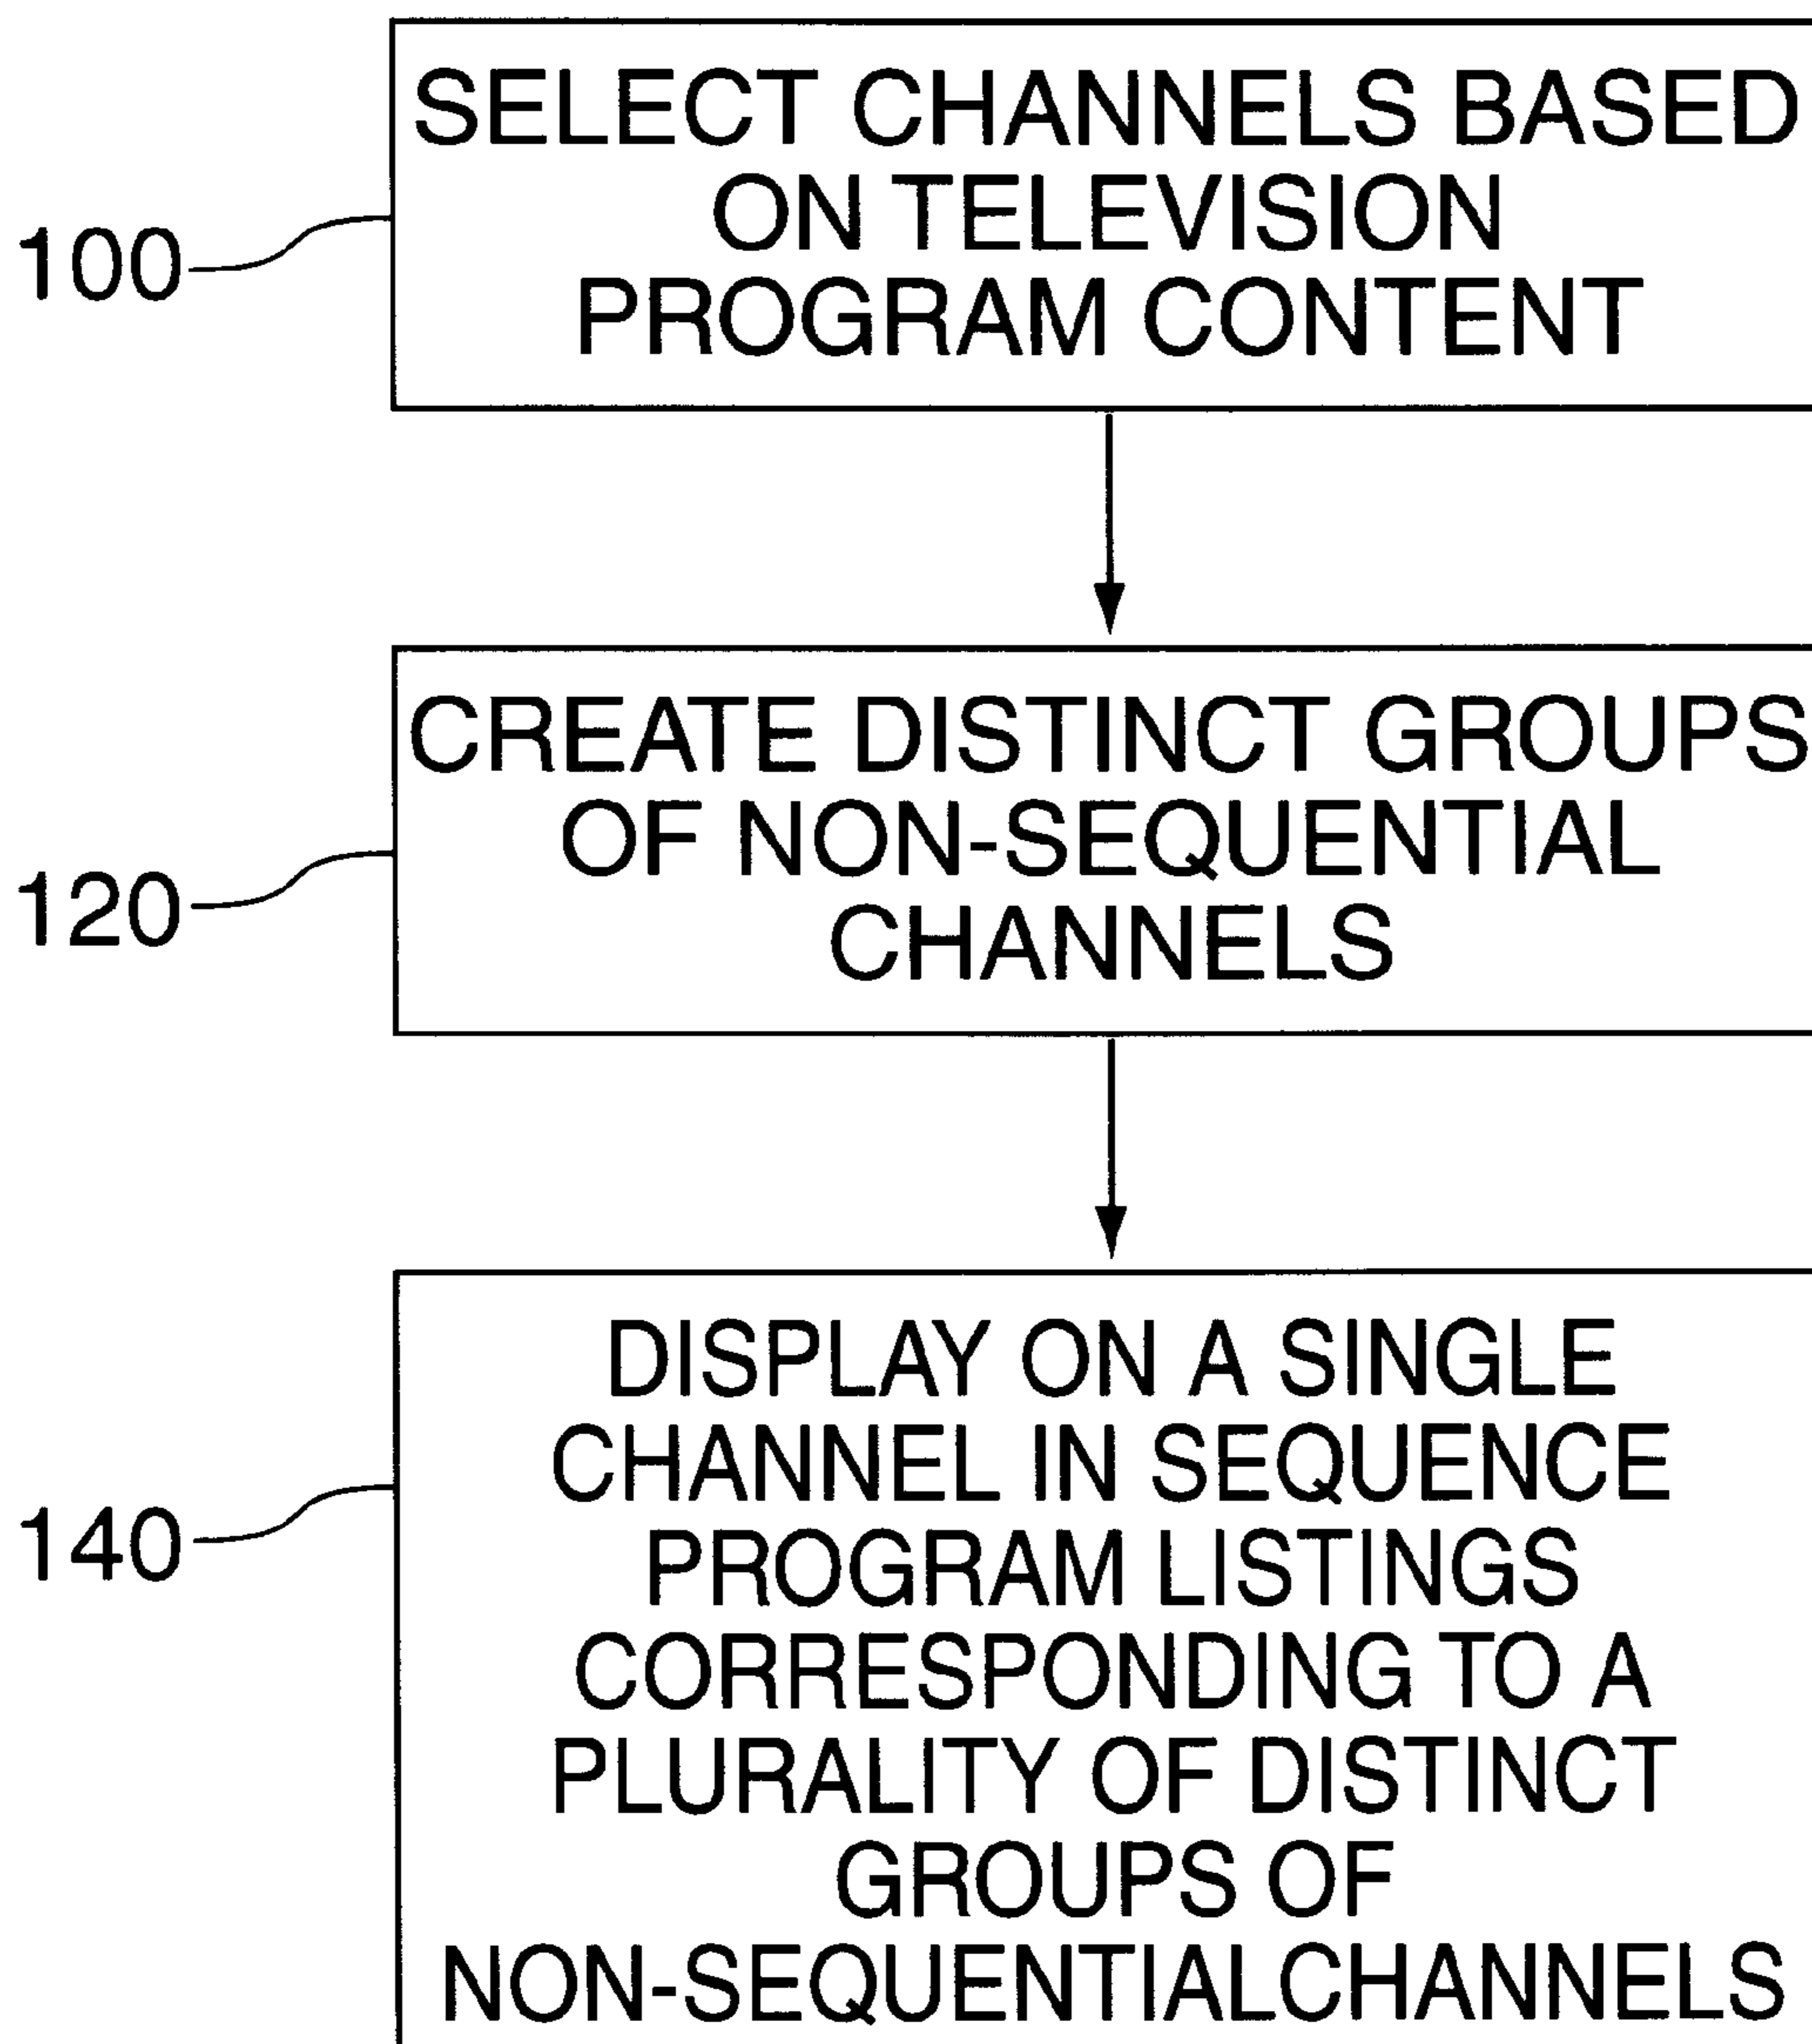 SELECT CHANNELS BASED
ON TELEVISION
PROGRAM CONTENT
100
CREATE DISTINCT GROUPS
OF NON-SEQUENTIAL
CHANNELS
120
DISPLAY ON A SINGLE
CHANNEL IN SEQUENCE
PROGRAM LISTINGS
CORRESPONDING TO A
PLURALITY OF DISTINCT
GROUPS OF
NON-SEQUENTIALCHANNELS
140